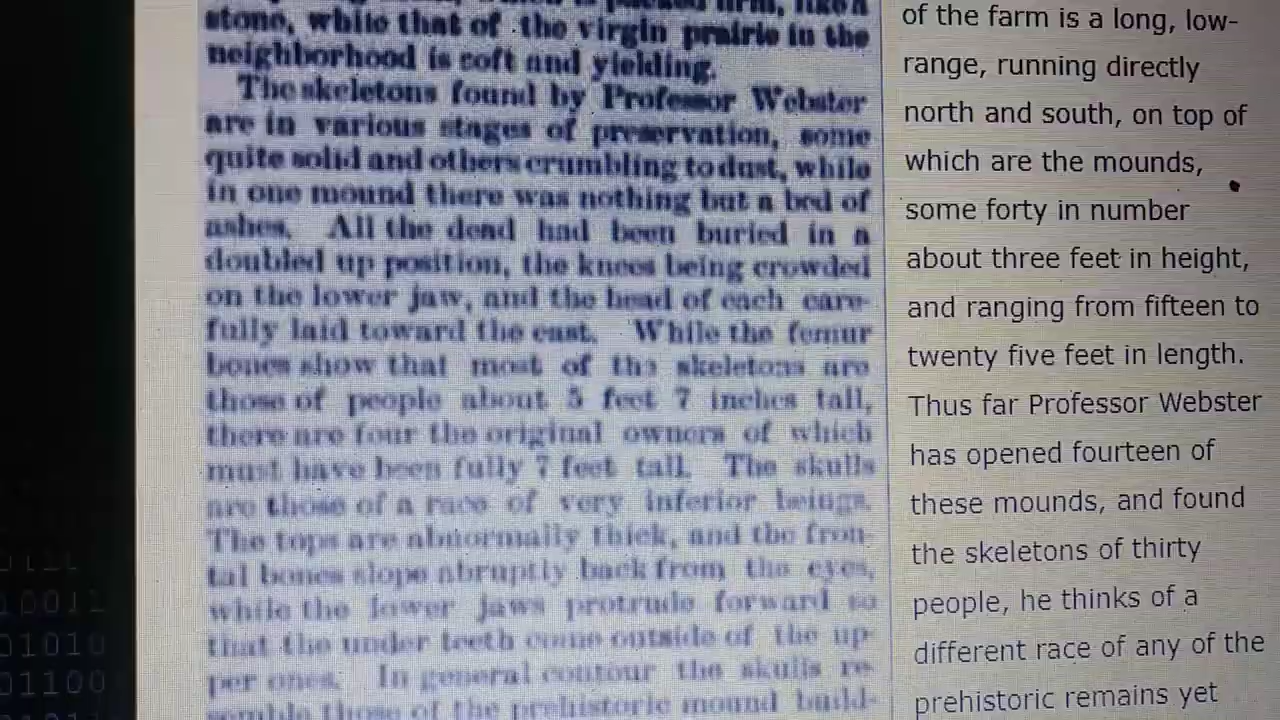 stone, while that of the virgin prairie in the
neighborhood is soft and yielding.
The skeletons found by Professor Webster
are in various stages of preservation, some
quite solid and others crumbling to dust, while
in one mound there was nothing but a bed of
ashes. All the dead had been buried in a
doubled up position, the knees being crowded
on the lower jaw, and the head of each care-
fully laid toward the east. While the femur
bones show that most of the skeletons are
those of people about 5 feet 7 inches tall,
there are four the original owners of which
must have been fully 7 feet tall. The skulls
are those of a race of very inferior beings.
The tops are abnormally thick, and the fron-
tal bones slope abruptly back from the eyes,
while the lower jaws protrude forward so
that the under teeth come outside of the up-
per ones. In general contour the skulls re-
semble those of the prehistoric mound build-
of the farm is a long, low-
range, running directly
north and south, on top of
which are the mounds,
some forty in number
about three feet in height,
and ranging from fifteen to
twenty five feet in length.
Thus far Professor Webster
has opened fourteen of
these mounds, and found
the skeletons of thirty
people, he thinks of a
different race of any of the
prehistoric remains yet
10011
01010
01100